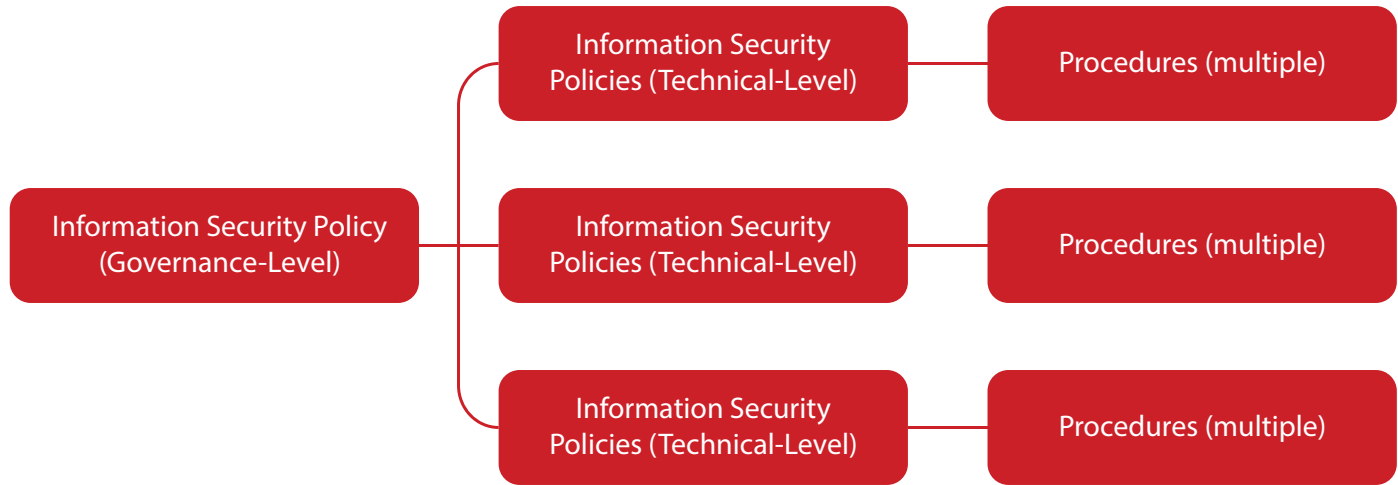 Information Security Policy
(Governance-Level)
Information Security
Policies (Technical-Level)
Procedures (multiple)
Information Security
Policies (Technical-Level)
Procedures (multiple)
Information Security
Policies (Technical-Level)
Procedures (multiple)